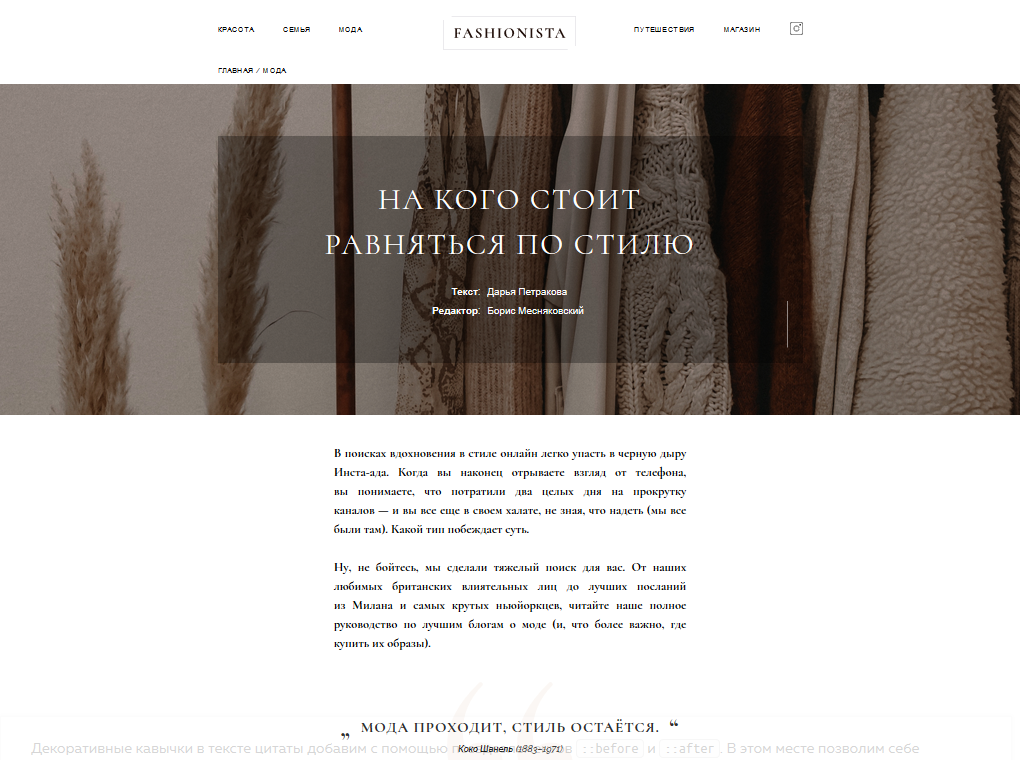 КРАСОТА СЕМЬЯ МОДА FASHIONISTA ПУТЕШЕСТВИЯ МАГАЗИН
ГЛАВНАЯ / МОДА
НА КОГО СТОИТ
РАВНЯТЬСЯ ПО СТИЛЮ
Текст: Дарья Петракова
Редактор: Борис Месняковский
В поисках вдохновения в стиле онлайн легко упасть в черную дыру
Инста-ада. Когда вы наконец отрываете взгляд от телефона,
вы понимаете, что потратили два целых дня на прокрутку
каналов — и вы все еще в своем халате, не зная, что надеть (мы все
были там). Какой тип побеждает суть.
Ну, не бойтесь, мы сделали тяжелый поиск для вас. От наших
любимых британских влиятельных лиц до лучших посланий
из Милана и самых крутых ньюйоркцев, читайте наше полное
руководство по лучшим блогам о моде (и, что более важно, где
купить их образы).
„ МОДА ПРОХОДИТ, СТИЛЬ ОСТАЁТСЯ. “
Коко Шанель (1883–1971)
Декоративные кавычки в тексте цитаты добавим с помощью ::before и ::after. В этом месте позволим себе